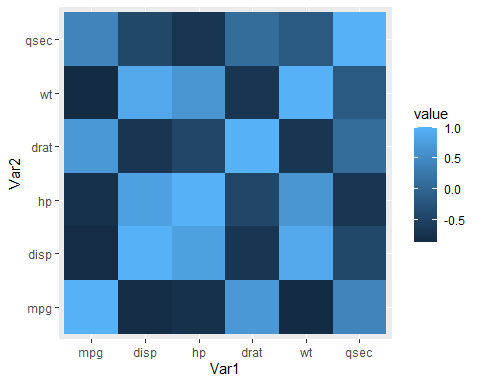 qsec
wt
drat
hp
disp
mpg
Var2
mpg disp hp drat wt qsec
Var1
value
1.0
0.5
0.0
-0.5